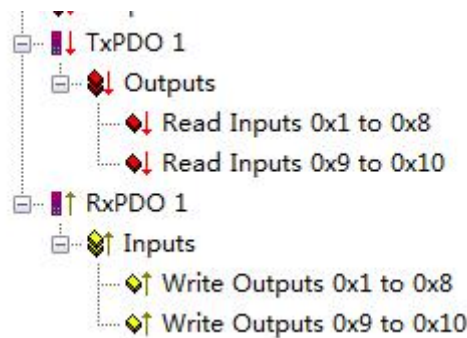 TxPDO 1
Outputs
Read Inputs 0x1 to 0x8
Read Inputs 0x9 to 0x10
RxPDO 1
Inputs
Write Outputs 0x1 to 0x8
Write Outputs 0x9 to 0x10